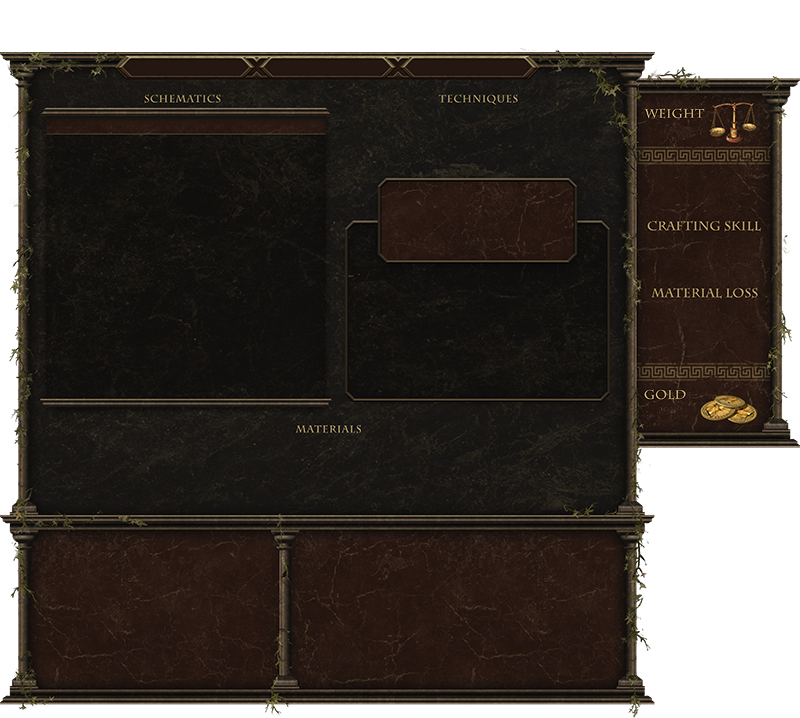 SCHEMATICS
TECHNIQUES
WEIGHT
CRAFTING SKILL
MATERIAL LOSS
GOLD
MATERIALS